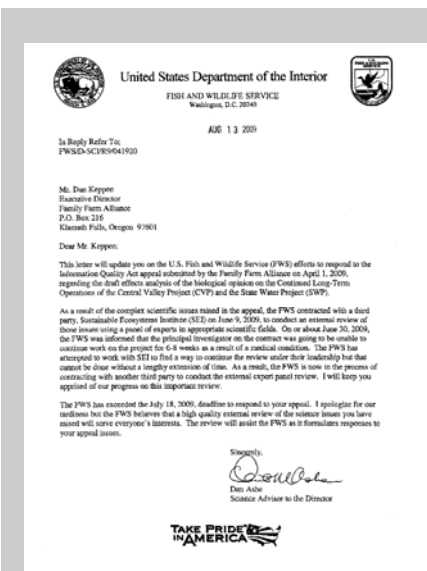 United States Department of the Interior
FISH AND WILDLIFE SERVICE
Washington, D.C. 20240
AUG 13 2009
In Reply Refer To:
FWS/D-SCI/R9/041920
Mr. Dan Keppen
Executive Director
Family Farm Alliance
P.O. Box 216
Klamath Falls, Oregon 97601
Dear Mr. Keppen:
This letter will update you on the U.S. Fish and Wildlife Service (FWS) efforts to respond to the
Information Quality Act appeal submitted by the Family Farm Alliance on April 1, 2009,
regarding the draft effects analysis of the biological opinion on the Continued Long-Term
Operations of the Central Valley Project (CVP) and the State Water Project (SWP).
As a result of the complex scientific issues raised in the appeal, the FWS contracted with a third
party, Sustainable Ecosystems Institute (SEI) on June 9, 2009, to conduct an external review of
those issues using a panel of experts in appropriate scientific fields. On or about June 30, 2009,
the FWS was informed that the principal investigator on the contract was going to be unable to
continue work on the project for 6-8 weeks as a result of a medical condition. The FWS has
attempted to work with SEI to find a way to continue the review under their leadership but that
cannot be done without a lengthy extension of time. As a result, the FWS is now in the process of
contracting with another third party to conduct the external expert panel review. I will keep you
apprised of our progress on this important review.
The FWS has exceeded the July 18, 2009, deadline to respond to your appeal. I apologize for our
tardiness but the FWS believes that a high quality external review of the science issues you have
raised will serve everyone's interests. The review will assist the FWS as it formulates responses to
your appeal issues.
Sincerely,
Dan Ashe
Science Advisor to the Director
TAKE PRIDE
IN AMERICA